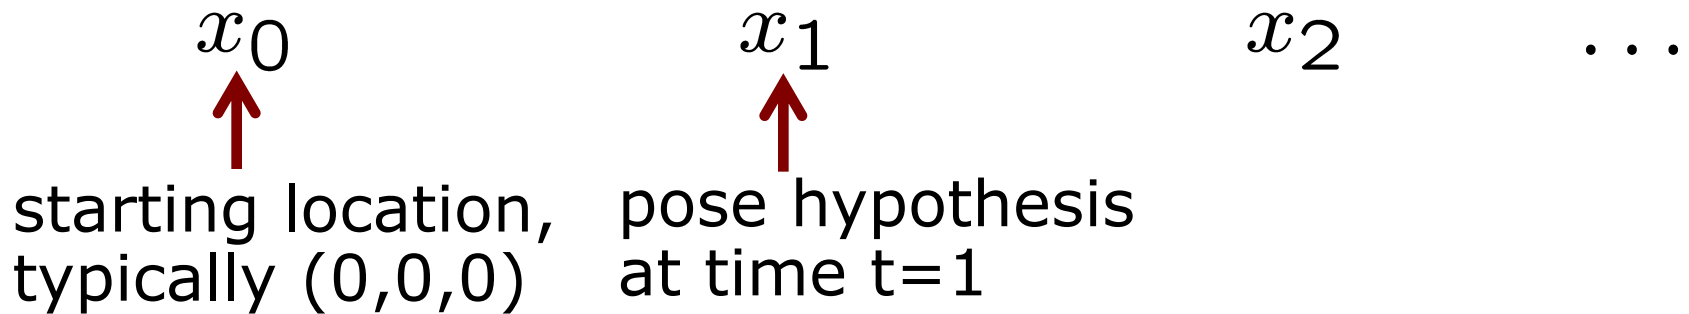 x₀ x₁ x₂ ...
starting location, pose hypothesis
typically (0,0,0) at time t=1